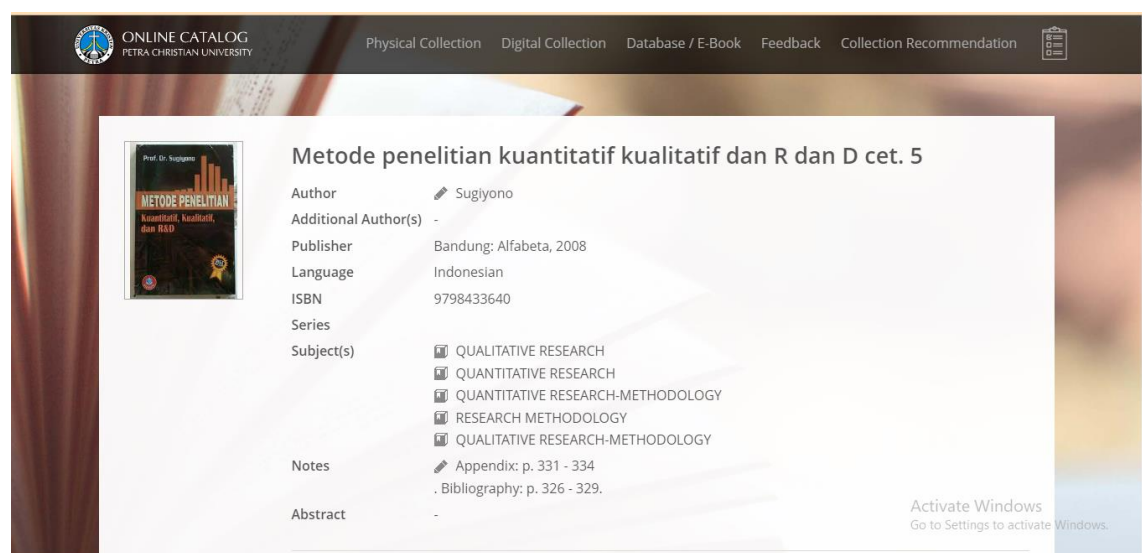 ONLINE CATALOG
PETRA CHRISTIAN UNIVERSITY
Physical Collection Digital Collection Database / E-Book Feedback Collection Recommendation
Prof. Dr. Sugiyono
METODE PENELITIAN
Kuantitatif, Kualitatif,
dan R&D
Metode penelitian kuantitatif kualitatif dan R dan D cet. 5
Author Sugiyono
Additional Author(s) -
Publisher Bandung: Alfabeta, 2008
Language Indonesian
ISBN 9798433640
Series
Subject(s) QUALITATIVE RESEARCH
QUANTITATIVE RESEARCH
QUANTITATIVE RESEARCH-METHODOLOGY
RESEARCH METHODOLOGY
QUALITATIVE RESEARCH-METHODOLOGY
Notes Appendix: p. 331 - 334
. Bibliography: p. 326 - 329.
Abstract -
Activate Windows
Go to Settings to activate Windows.